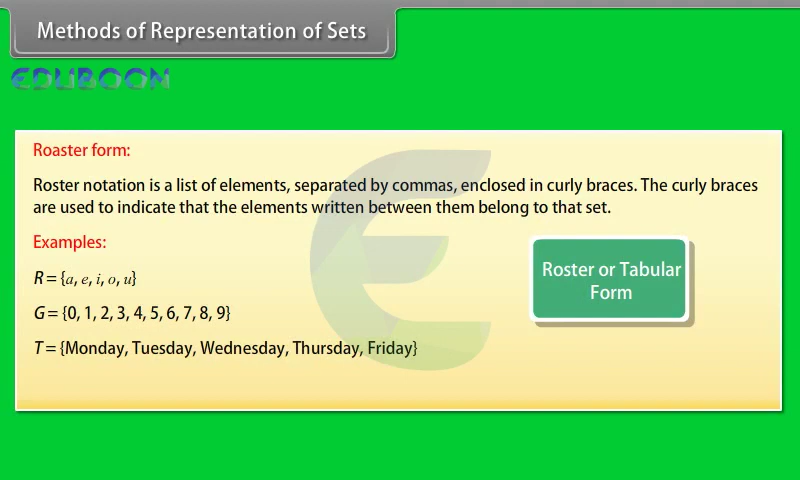 Methods of Representation of Sets
EDUBOON
Roaster form:
Roster notation is a list of elements, separated by commas, enclosed in curly braces. The curly braces
are used to indicate that the elements written between them belong to that set.
Examples:
R = {a, e, i, o, u}
G = {0, 1, 2, 3, 4, 5, 6, 7, 8, 9}
T = {Monday, Tuesday, Wednesday, Thursday, Friday}
Roster or Tabular
Form